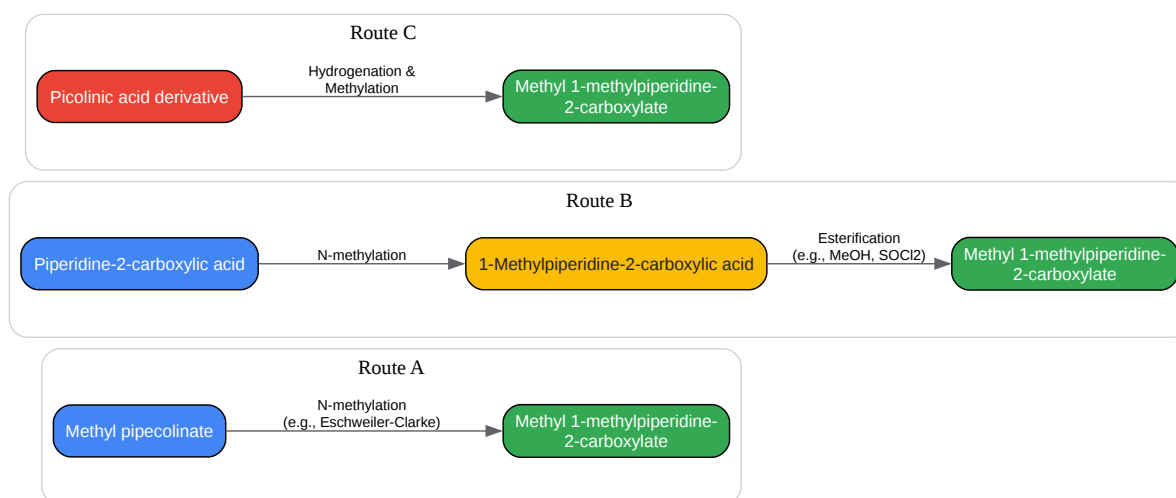 Route C
Picolinic acid derivative
Hydrogenation &
Methylation
Methyl 1-methylpiperidine-
2-carboxylate
Route B
Piperidine-2-carboxylic acid
N-methylation
1-Methylpiperidine-2-carboxylic acid
Esterification
(e.g., MeOH, SOCl2)
Methyl 1-methylpiperidine-
2-carboxylate
Route A
Methyl pipecolinate
N-methylation
(e.g., Eschweiler-Clarke)
Methyl 1-methylpiperidine-
2-carboxylate